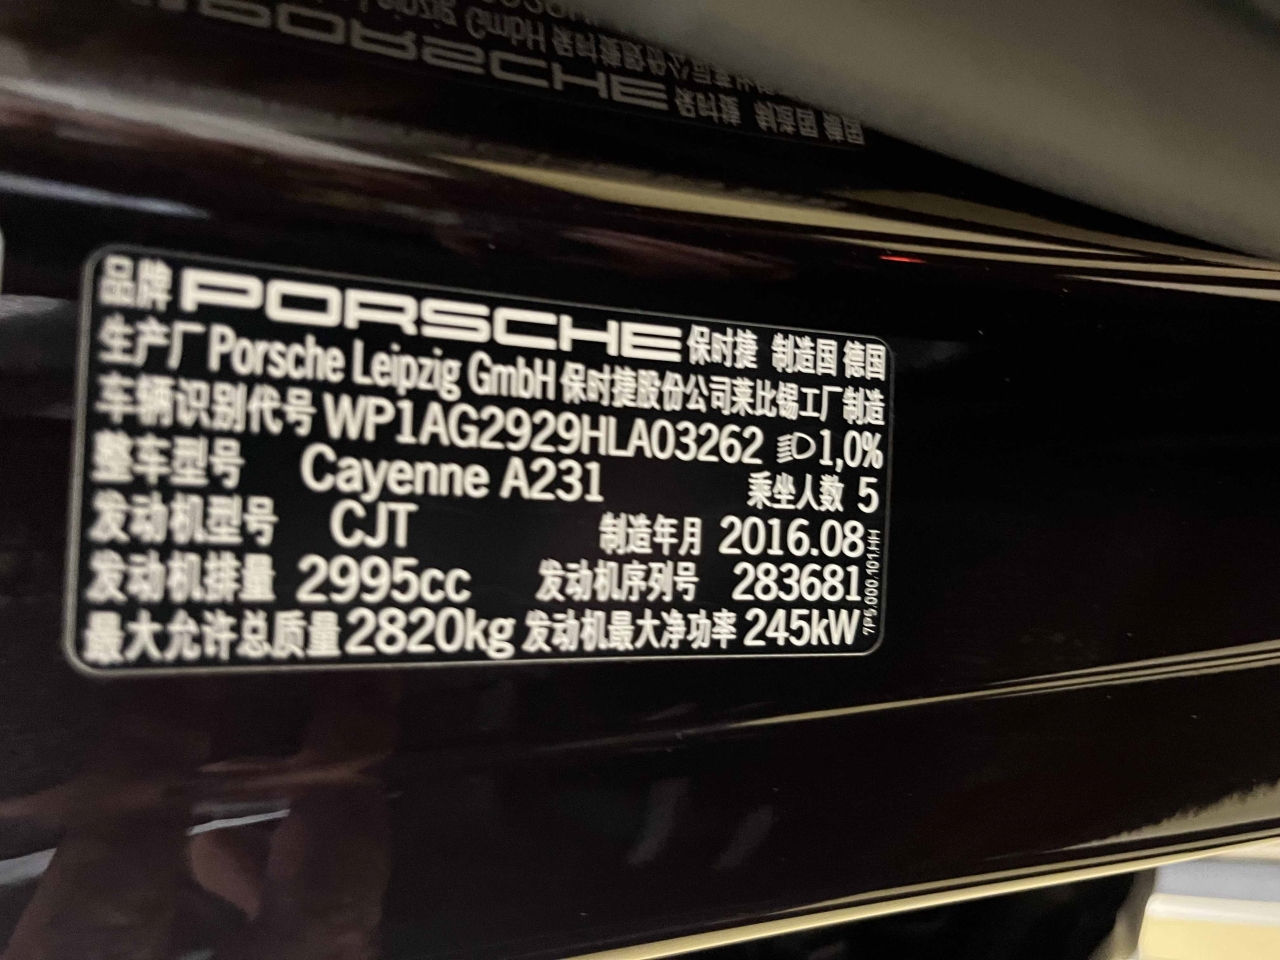 品牌 PORSCHE 保时捷 制造国 德国
生产厂 Porsche Leipzig GmbH 保时捷股份公司莱比锡工厂制造
车辆识别代号 WP1AG2929HLA03262 1,0%
整车型号 Cayenne A231 乘坐人数 5
发动机型号 CJT 制造年月 2016.08
发动机排量 2995cc 发动机序列号 283681
最大允许总质量 2820kg 发动机最大净功率 245kW
7P5.000.101.HH